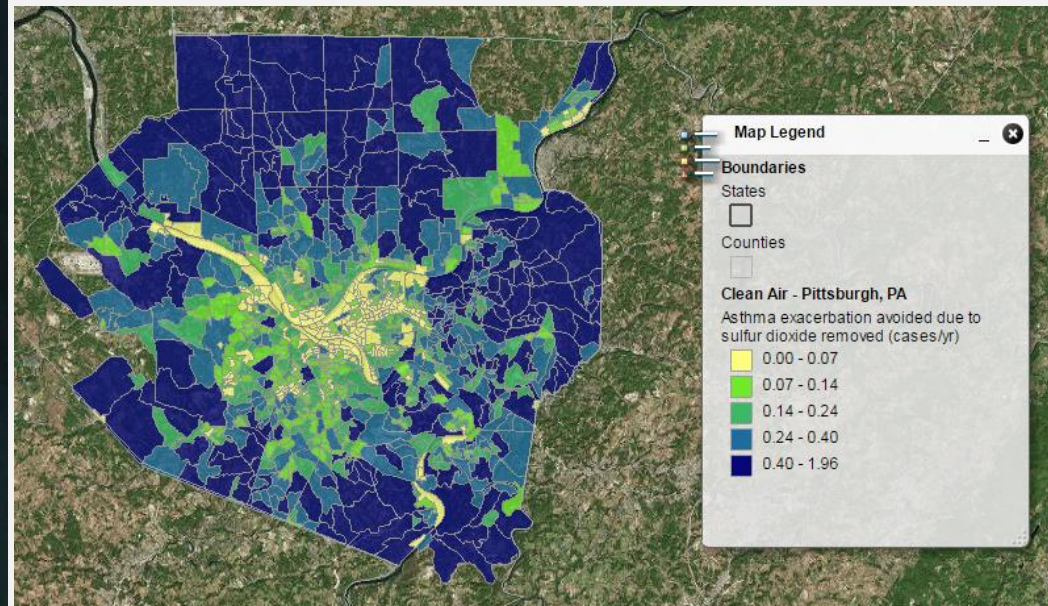 Map Legend
Boundaries
States
Counties
Clean Air - Pittsburgh, PA
Asthma exacerbation avoided due to
sulfur dioxide removed (cases/yr)
0.00 - 0.07
0.07 - 0.14
0.14 - 0.24
0.24 - 0.40
0.40 - 1.96